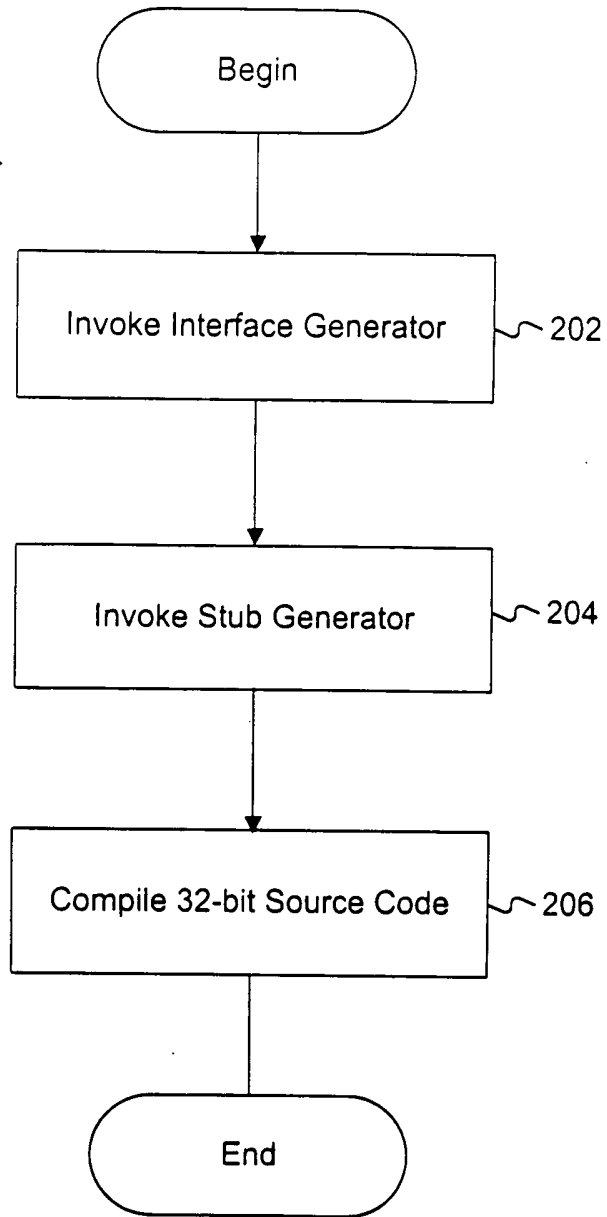 Begin
Invoke Interface Generator
202
Invoke Stub Generator
204
Compile 32-bit Source Code
206
End